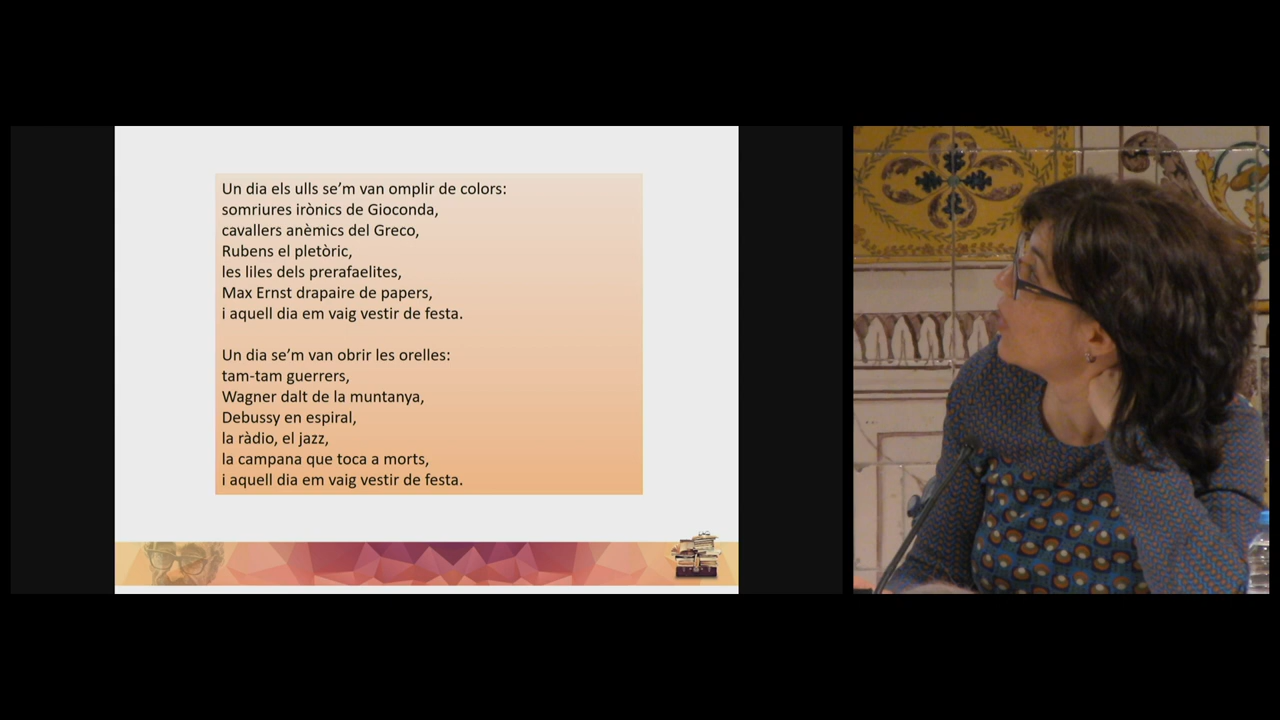 Un dia els ulls se’m van omplir de colors:
somriures irònics de Gioconda,
cavallers anèmics del Greco,
Rubens el pletòric,
les liles dels prerafaelites,
Max Ernst drapaire de papers,
i aquell dia em vaig vestir de festa.
Un dia se’m van obrir les orelles:
tam-tam guerrers,
Wagner dalt de la muntanya,
Debussy en espiral,
la ràdio, el jazz,
la campana que toca a morts,
i aquell dia em vaig vestir de festa.